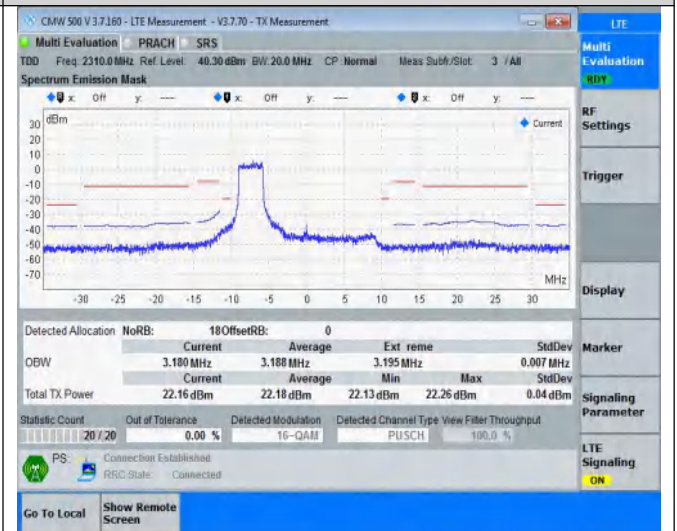 CMW 500 V 3.7.160 - LTE Measurement - V3.7.70 - TX Measurement
LTE
Multi Evaluation PRACH SRS
Multi Evaluation
RDY
TDD Freq: 2310.0 MHz Ref. Level: 40.30 dBm BW: 20.0 MHz CP: Normal Meas Subfr./Slot: 3 / All
Spectrum Emission Mask
x: Off y: --- x: Off y: --- x: Off y: ---
dBm
Current
30
20
10
0
-10
-20
-30
-40
-50
-60
-70
MHz
-30 -25 -20 -15 -10 -5 0 5 10 15 20 25 30
RF Settings
Trigger
Display
Marker
Signaling Parameter
LTE Signaling
ON
Detected Allocation NoRB: 18 OffsetRB: 0
Current Average Ext reme StdDev
OBW 3.180 MHz 3.188 MHz 3.195 MHz 0.007 MHz
Current Average Min Max StdDev
Total TX Power 22.16 dBm 22.18 dBm 22.13 dBm 22.26 dBm 0.04 dBm
Statistic Count Out of Tolerance Detected Modulation Detected Channel Type View Filter Throughput
20 / 20 0.00 % 16-QAM PUSCH 100.0 %
PS: Connection Established
RRC State: Connected
Go To Local
Show Remote Screen